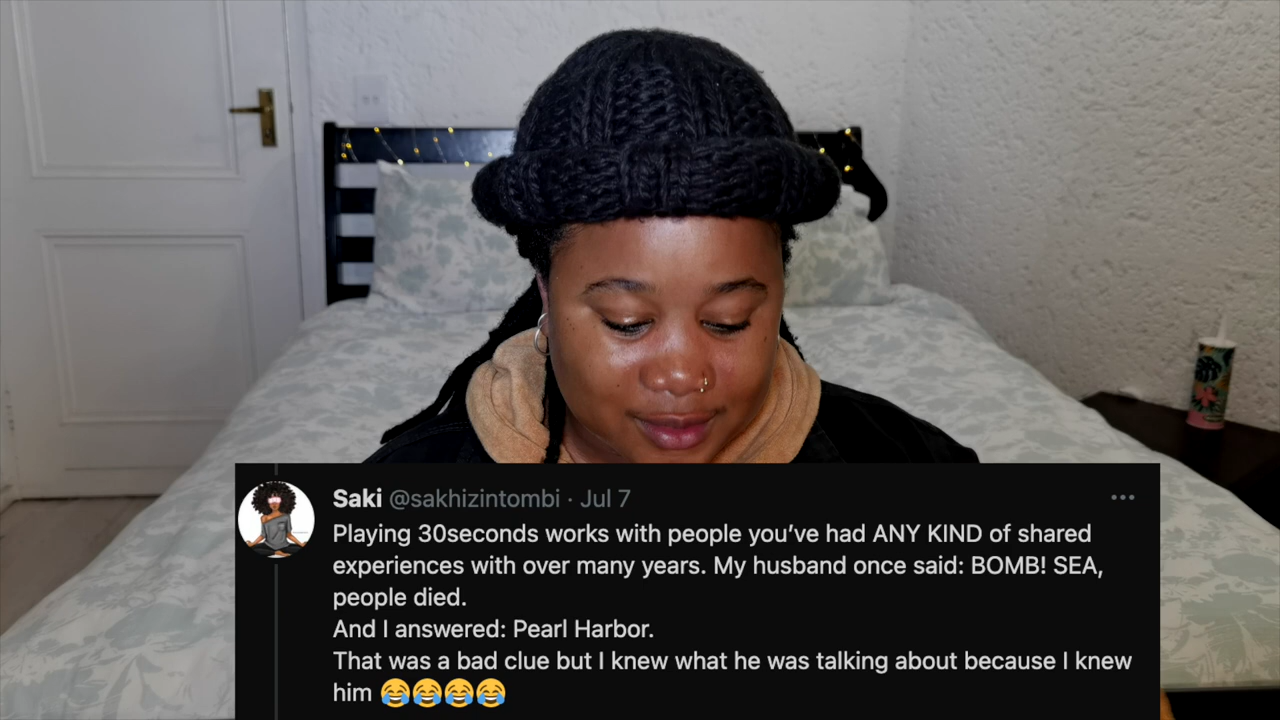 Saki @sakhizintombi · Jul 7
Playing 30seconds works with people you’ve had ANY KIND of shared
experiences with over many years. My husband once said: BOMB! SEA,
people died.
And I answered: Pearl Harbor.
That was a bad clue but I knew what he was talking about because I knew
him 😂😂😂😂